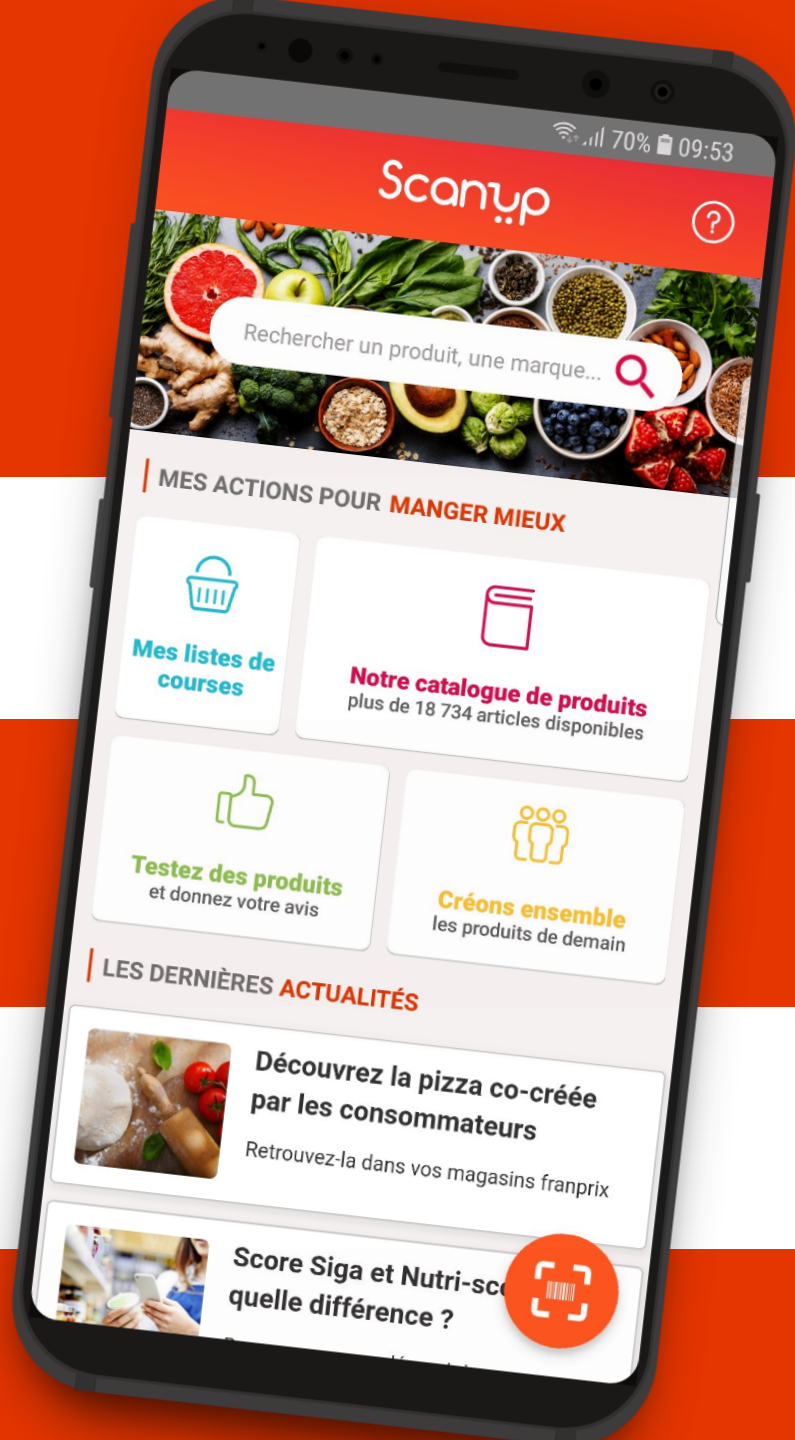 70% 09:53
Scanup
?
Rechercher un produit, une marque...
MES ACTIONS POUR MANGER MIEUX
Mes listes de
courses
Notre catalogue de produits
plus de 18 734 articles disponibles
Testez des produits
et donnez votre avis
Créons ensemble
les produits de demain
LES DERNIÈRES ACTUALITÉS
Découvrez la pizza co-créée
par les consommateurs
Retrouvez-la dans vos magasins franprix
Score Siga et
quelle différence ?